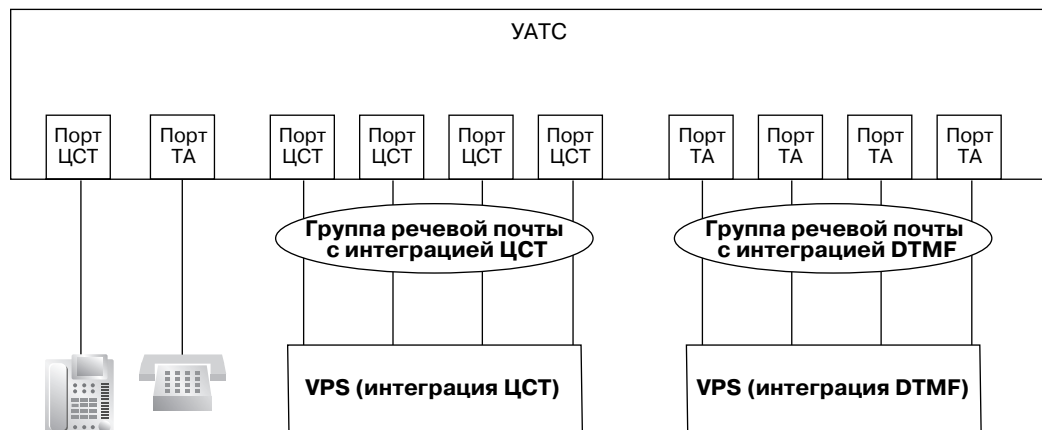 УАТС
Порт
ЦСТ
Порт
ТА
Порт
ЦСТ
Порт
ЦСТ
Порт
ЦСТ
Порт
ЦСТ
Порт
ТА
Порт
ТА
Порт
ТА
Порт
ТА
Группа речевой почты
с интеграцией ЦСТ
Группа речевой почты
с интеграцией DTMF
VPS (интеграция ЦСТ)
VPS (интеграция DTMF)